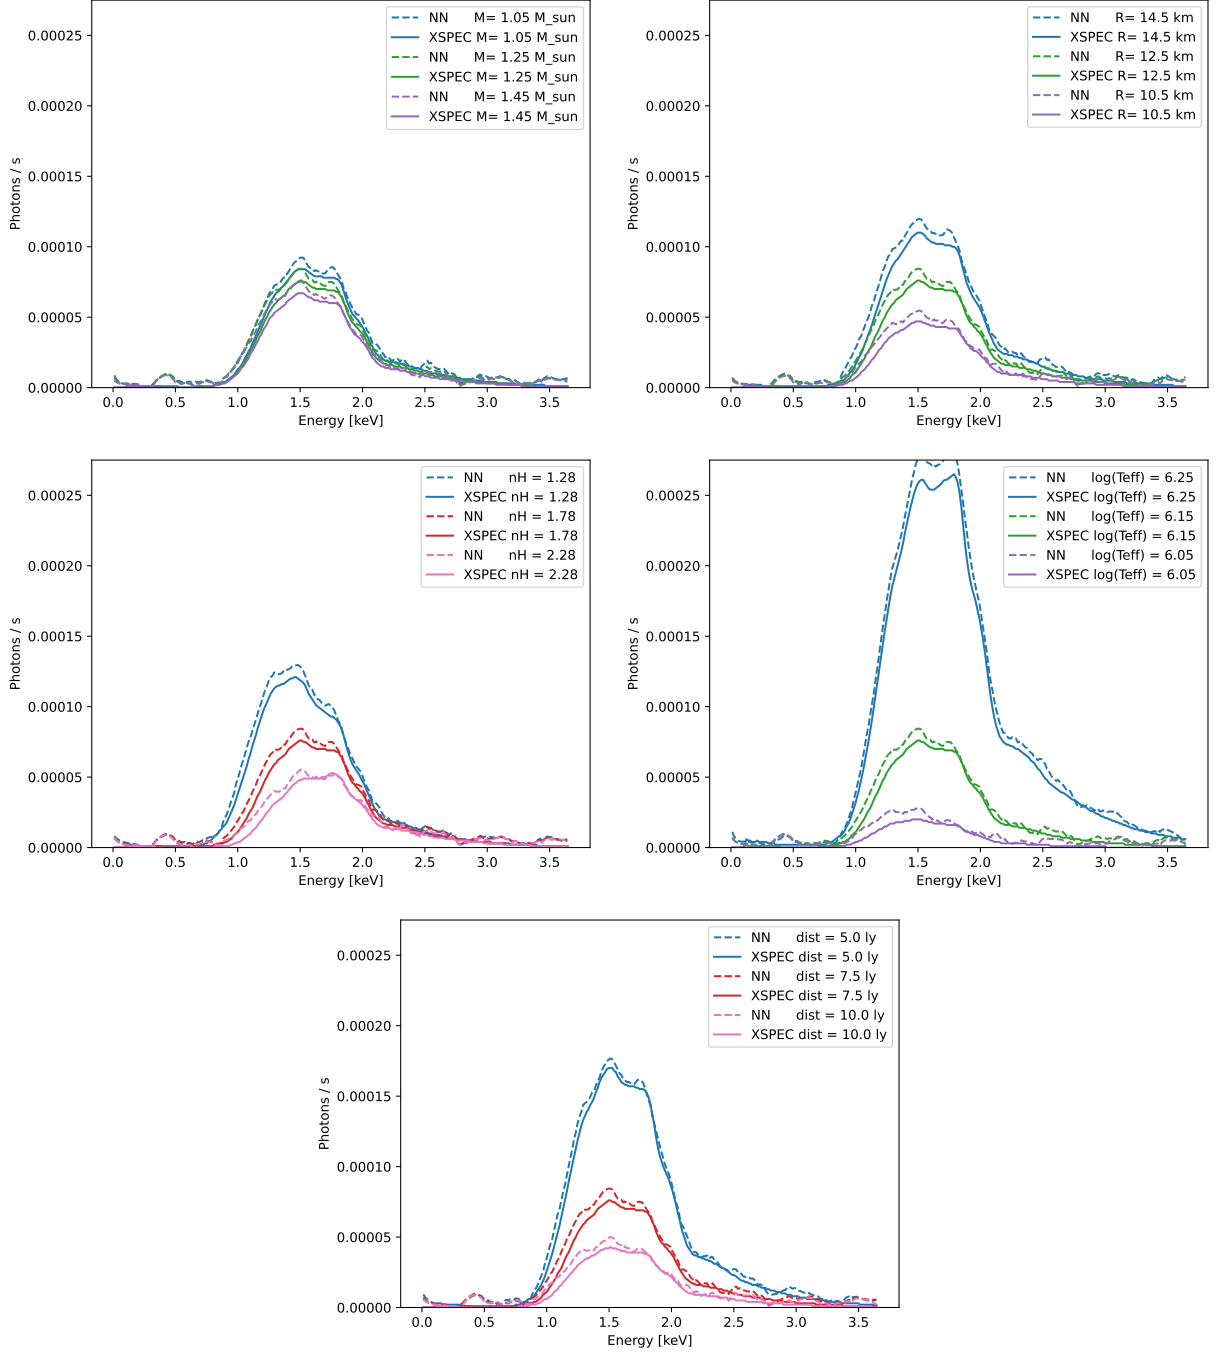 NN M= 1.05 M_sun
XSPEC M= 1.05 M_sun
NN M= 1.25 M_sun
XSPEC M= 1.25 M_sun
NN M= 1.45 M_sun
XSPEC M= 1.45 M_sun
Photons / s
0.00025
0.00020
0.00015
0.00010
0.00005
0.00000
0.0 0.5 1.0 1.5 2.0 2.5 3.0 3.5
Energy [keV]
NN R= 14.5 km
XSPEC R= 14.5 km
NN R= 12.5 km
XSPEC R= 12.5 km
NN R= 10.5 km
XSPEC R= 10.5 km
Photons / s
0.00025
0.00020
0.00015
0.00010
0.00005
0.00000
0.0 0.5 1.0 1.5 2.0 2.5 3.0 3.5
Energy [keV]
NN nH = 1.28
XSPEC nH = 1.28
NN nH = 1.78
XSPEC nH = 1.78
NN nH = 2.28
XSPEC nH = 2.28
Photons / s
0.00025
0.00020
0.00015
0.00010
0.00005
0.00000
0.0 0.5 1.0 1.5 2.0 2.5 3.0 3.5
Energy [keV]
NN log(Teff) = 6.25
XSPEC log(Teff) = 6.25
NN log(Teff) = 6.15
XSPEC log(Teff) = 6.15
NN log(Teff) = 6.05
XSPEC log(Teff) = 6.05
Photons / s
0.00025
0.00020
0.00015
0.00010
0.00005
0.00000
0.0 0.5 1.0 1.5 2.0 2.5 3.0 3.5
Energy [keV]
NN dist = 5.0 ly
XSPEC dist = 5.0 ly
NN dist = 7.5 ly
XSPEC dist = 7.5 ly
NN dist = 10.0 ly
XSPEC dist = 10.0 ly
Photons / s
0.00025
0.00020
0.00015
0.00010
0.00005
0.00000
0.0 0.5 1.0 1.5 2.0 2.5 3.0 3.5
Energy [keV]